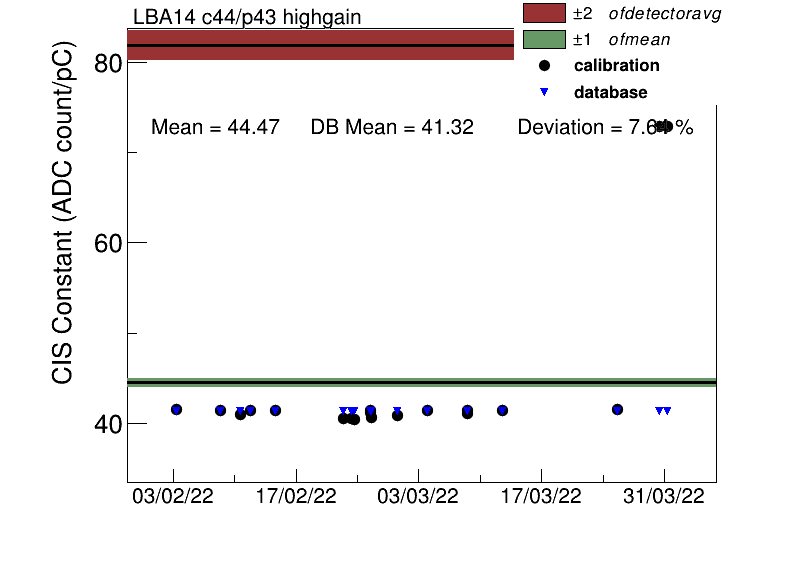 LBA14 c44/p43 highgain
±2 ofdetectoravg
±1 ofmean
calibration
database
Mean = 44.47 DB Mean = 41.32 Deviation = 7.64 %
CIS Constant (ADC count/pC)
80
60
40
03/02/22 17/02/22 03/03/22 17/03/22 31/03/22